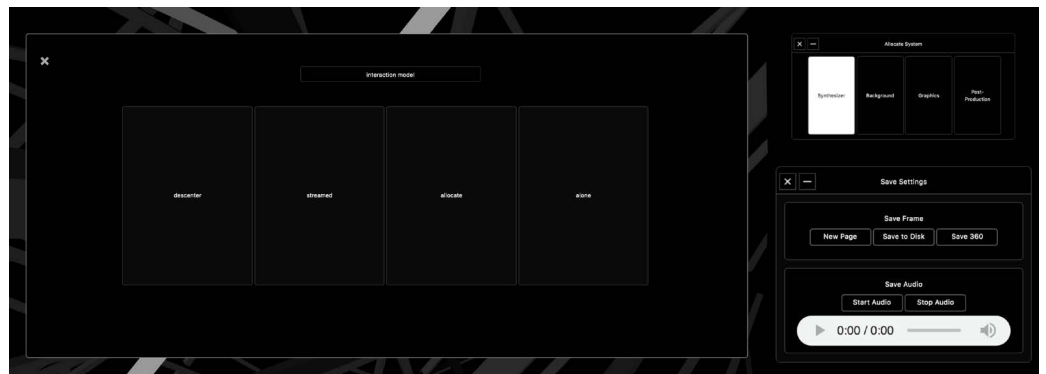 interaction model
descenter
streamed
allocate
alone
Allocate System
Synthesizer
Background
Graphics
Post-
Production
Save Settings
Save Frame
New Page
Save to Disk
Save 360
Save Audio
Start Audio
Stop Audio
0:00 / 0:00